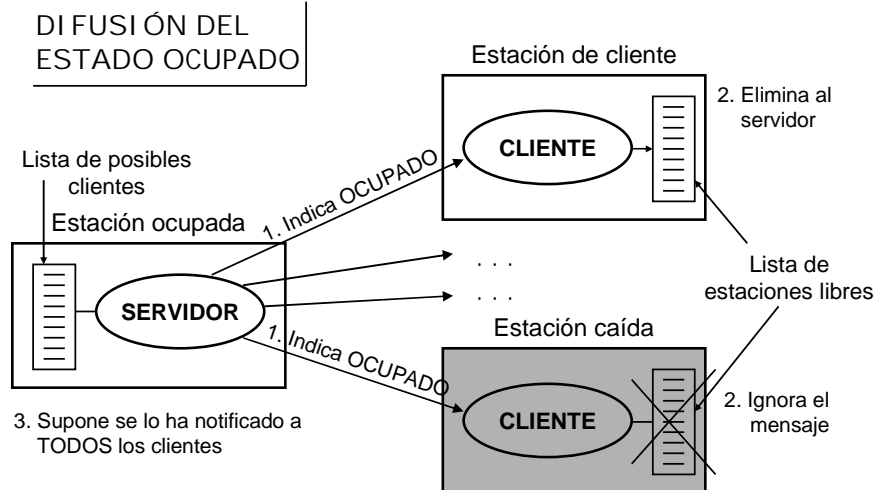 DIFUSIÓN DEL
ESTADO OCUPADO
Estación de cliente
CLIENTE
2. Elimina al
servidor
Lista de posibles
clientes
1. Indica OCUPADO
Estación ocupada
SERVIDOR
. . .
. . .
Lista de
estaciones libres
1. Indica OCUPADO
Estación caída
CLIENTE
2. Ignora el
mensaje
3. Supone se lo ha notificado a
TODOS los clientes